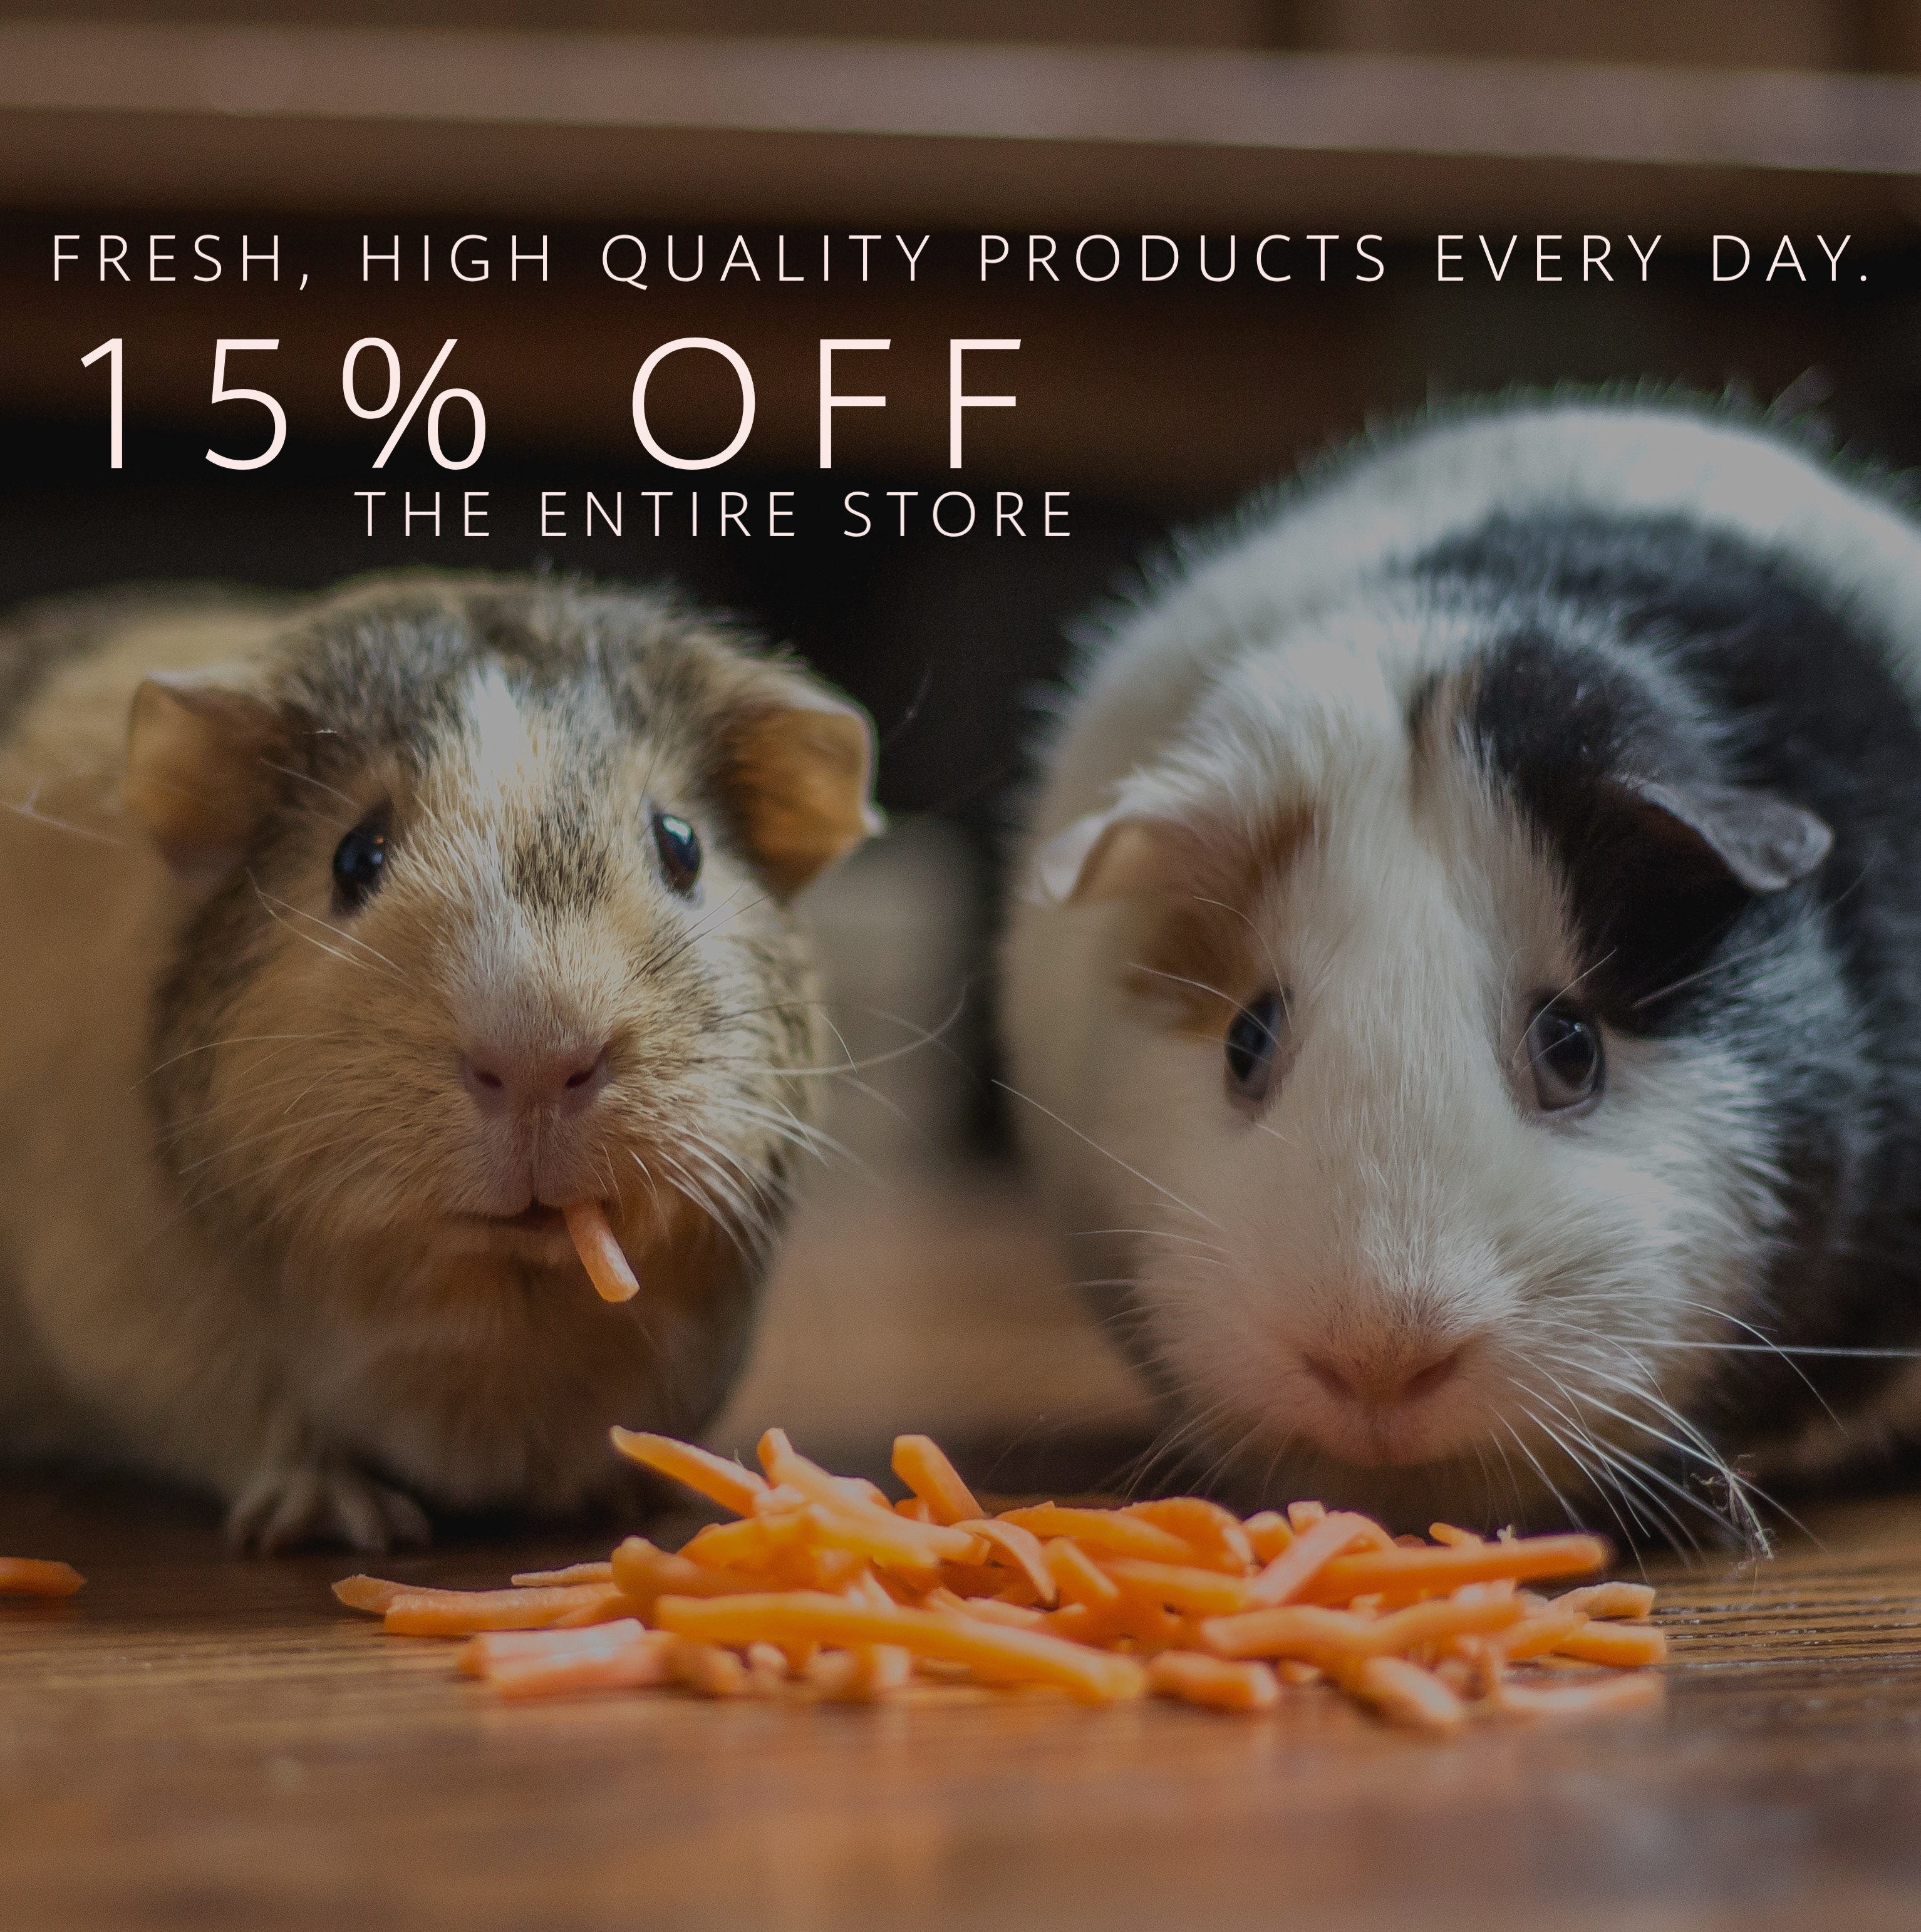 FRESH, HIGH QUALITY PRODUCTS EVERY DAY.
15% OFF
THE ENTIRE STORE